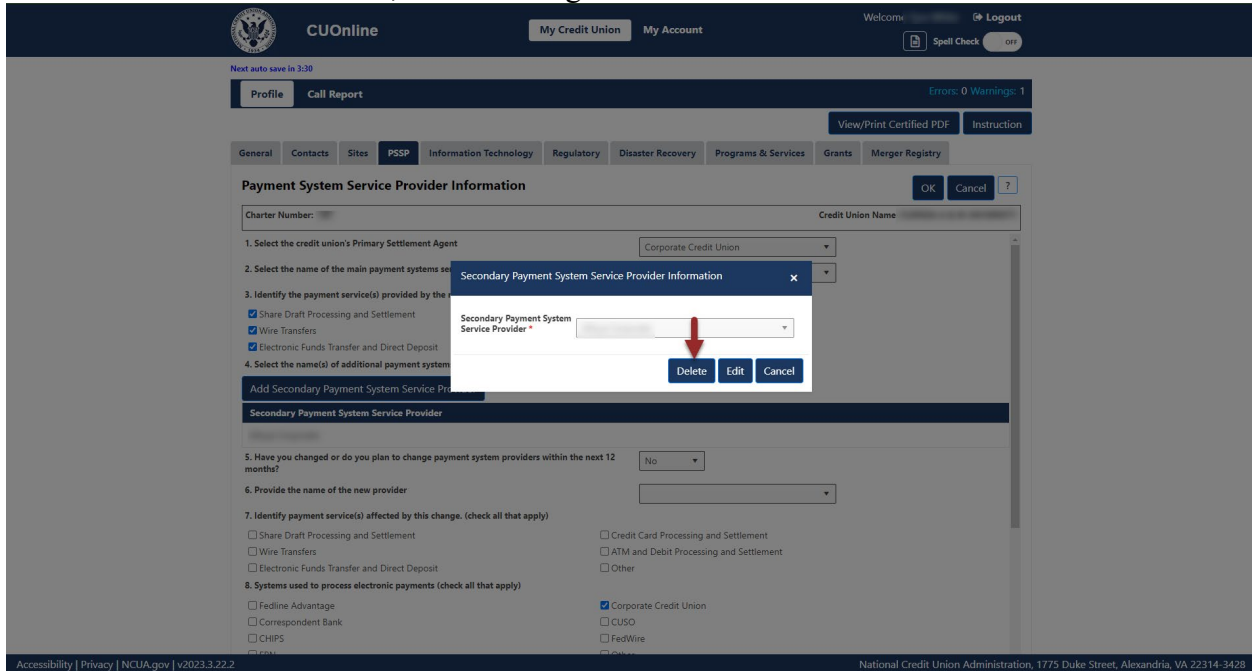 CUOnline
My Credit Union My Account
Welcome Logout
Spell Check OFF
Next auto save in 3:30
Profile Call Report Errors: 0 Warnings: 1
View/Print Certified PDF Instruction
General Contacts Sites PSSP Information Technology Regulatory Disaster Recovery Programs & Services Grants Merger Registry
Payment System Service Provider Information
OK Cancel ?
Charter Number: Credit Union Name
1. Select the credit union's Primary Settlement Agent Corporate Credit Union
2. Select the name of the main payment systems
3. Identify the payment service(s) provided by the
Share Draft Processing and Settlement
Wire Transfers
Electronic Funds Transfer and Direct Deposit
4. Select the name(s) of additional payment system
Add Secondary Payment System Service
Secondary Payment System Service Provider Information ×
Secondary Payment System
Service Provider *
Delete Edit Cancel
Secondary Payment System Service Provider
5. Have you changed or do you plan to change payment system providers within the next 12
months? No
6. Provide the name of the new provider
7. Identify payment service(s) affected by this change. (check all that apply)
Share Draft Processing and Settlement Credit Card Processing and Settlement
Wire Transfers ATM and Debit Processing and Settlement
Electronic Funds Transfer and Direct Deposit Other
8. Systems used to process electronic payments (check all that apply)
Fedline Advantage Corporate Credit Union
Correspondent Bank CUSO
CHIPS FedWire
Accessibility | Privacy | NCUA.gov | v2023.3.22.2 National Credit Union Administration, 1775 Duke Street, Alexandria, VA 22314-3428